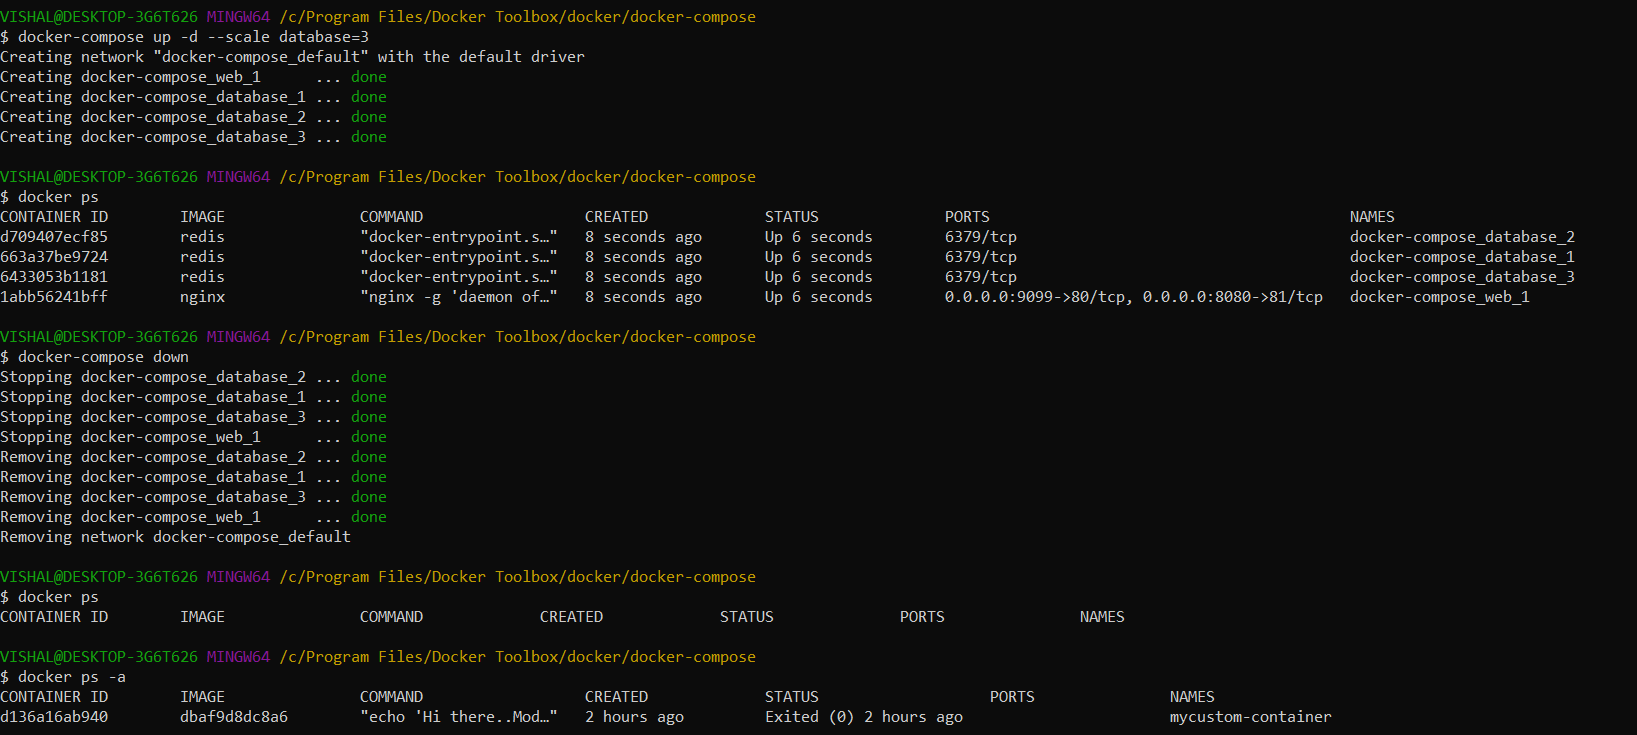 VISHAL@DESKTOP-3G6T626 MINGW64 /c/Program Files/Docker Toolbox/docker/docker-compose
$ docker-compose up -d --scale database=3
Creating network "docker-compose_default" with the default driver
Creating docker-compose_web_1      ... done
Creating docker-compose_database_1 ... done
Creating docker-compose_database_2 ... done
Creating docker-compose_database_3 ... done

VISHAL@DESKTOP-3G6T626 MINGW64 /c/Program Files/Docker Toolbox/docker/docker-compose
$ docker ps
CONTAINER ID        IMAGE               COMMAND                  CREATED             STATUS              PORTS                                        NAMES
d709407ecf85        redis               "docker-entrypoint.s…"   8 seconds ago       Up 6 seconds        6379/tcp                                     docker-compose_database_2
663a37be9724        redis               "docker-entrypoint.s…"   8 seconds ago       Up 6 seconds        6379/tcp                                     docker-compose_database_1
6433053b1181        redis               "docker-entrypoint.s…"   8 seconds ago       Up 6 seconds        6379/tcp                                     docker-compose_database_3
1abb56241bff        nginx               "nginx -g 'daemon of…"   8 seconds ago       Up 6 seconds        0.0.0.0:9099->80/tcp, 0.0.0.0:8080->81/tcp   docker-compose_web_1

VISHAL@DESKTOP-3G6T626 MINGW64 /c/Program Files/Docker Toolbox/docker/docker-compose
$ docker-compose down
Stopping docker-compose_database_2 ... done
Stopping docker-compose_database_1 ... done
Stopping docker-compose_database_3 ... done
Stopping docker-compose_web_1      ... done
Removing docker-compose_database_2 ... done
Removing docker-compose_database_1 ... done
Removing docker-compose_database_3 ... done
Removing docker-compose_web_1      ... done
Removing network docker-compose_default

VISHAL@DESKTOP-3G6T626 MINGW64 /c/Program Files/Docker Toolbox/docker/docker-compose
$ docker ps
CONTAINER ID        IMAGE               COMMAND             CREATED             STATUS              PORTS               NAMES

VISHAL@DESKTOP-3G6T626 MINGW64 /c/Program Files/Docker Toolbox/docker/docker-compose
$ docker ps -a
CONTAINER ID        IMAGE               COMMAND                  CREATED             STATUS                   PORTS               NAMES
d136a16ab940        dbaf9d8dc8a6        "echo 'Hi there..Mod…"   2 hours ago         Exited (0) 2 hours ago                       mycustom-container